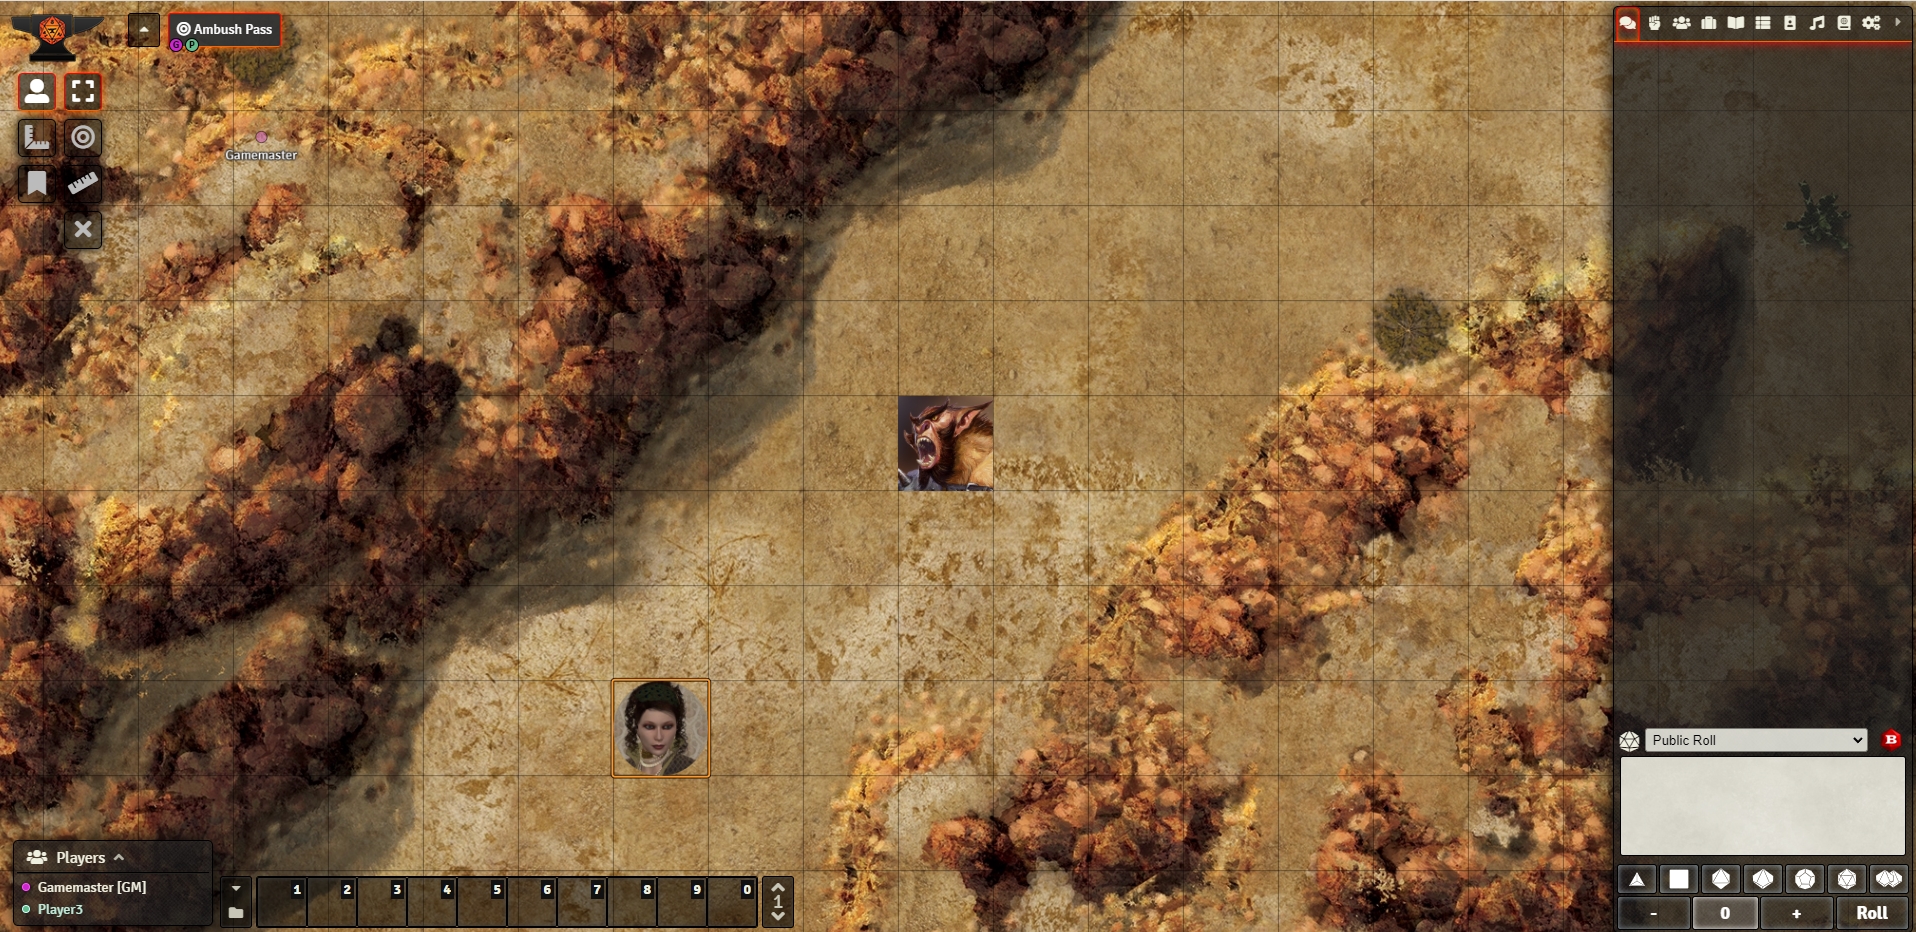 Ambush Pass
G P
Gamemaster
Public Roll
B
Players
Gamemaster [GM]
Player3
1 2 3 4 5 6 7 8 9 0
1
- 0 + Roll